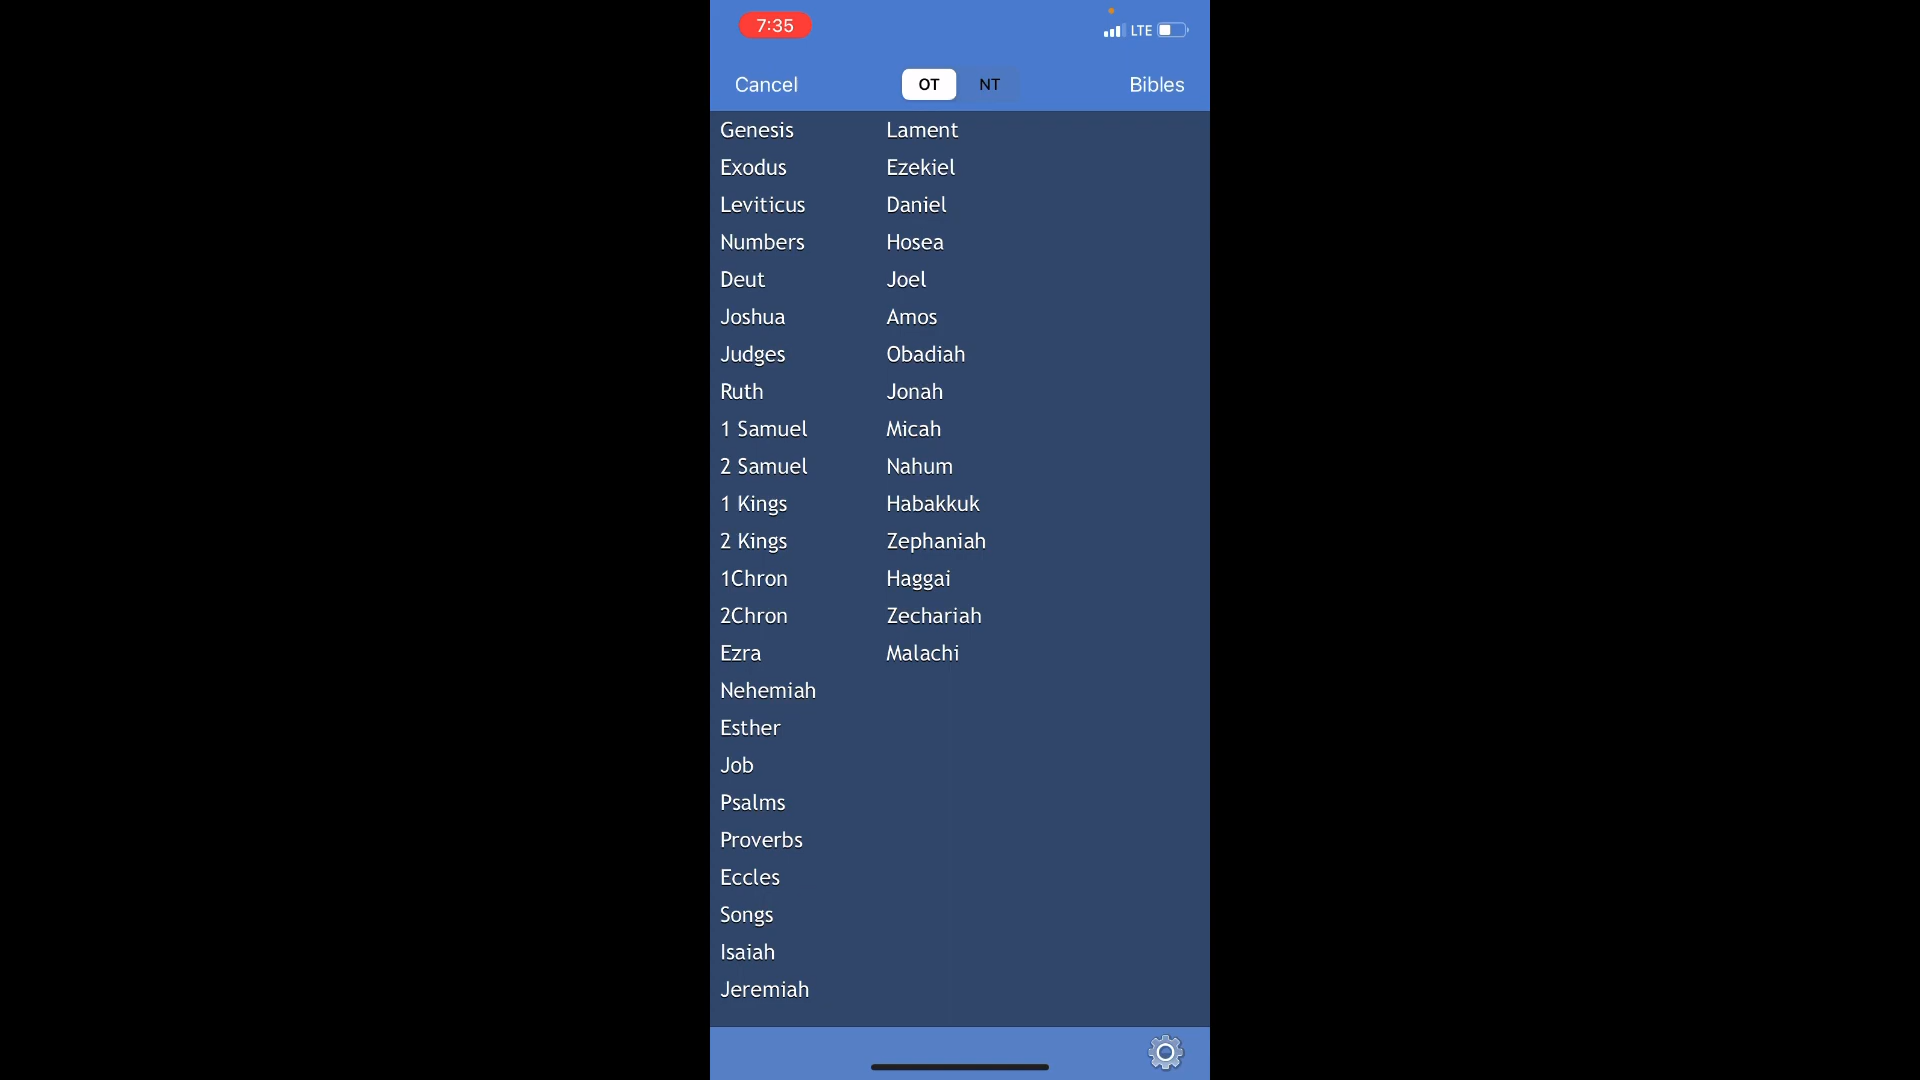 7:35
LTE
Cancel
OT
NT
Bibles
Genesis
Exodus
Leviticus
Numbers
Deut
Joshua
Judges
Ruth
1 Samuel
2 Samuel
1 Kings
2 Kings
1Chron
2Chron
Ezra
Nehemiah
Esther
Job
Psalms
Proverbs
Eccles
Songs
Isaiah
Jeremiah
Lament
Ezekiel
Daniel
Hosea
Joel
Amos
Obadiah
Jonah
Micah
Nahum
Habakkuk
Zephaniah
Haggai
Zechariah
Malachi